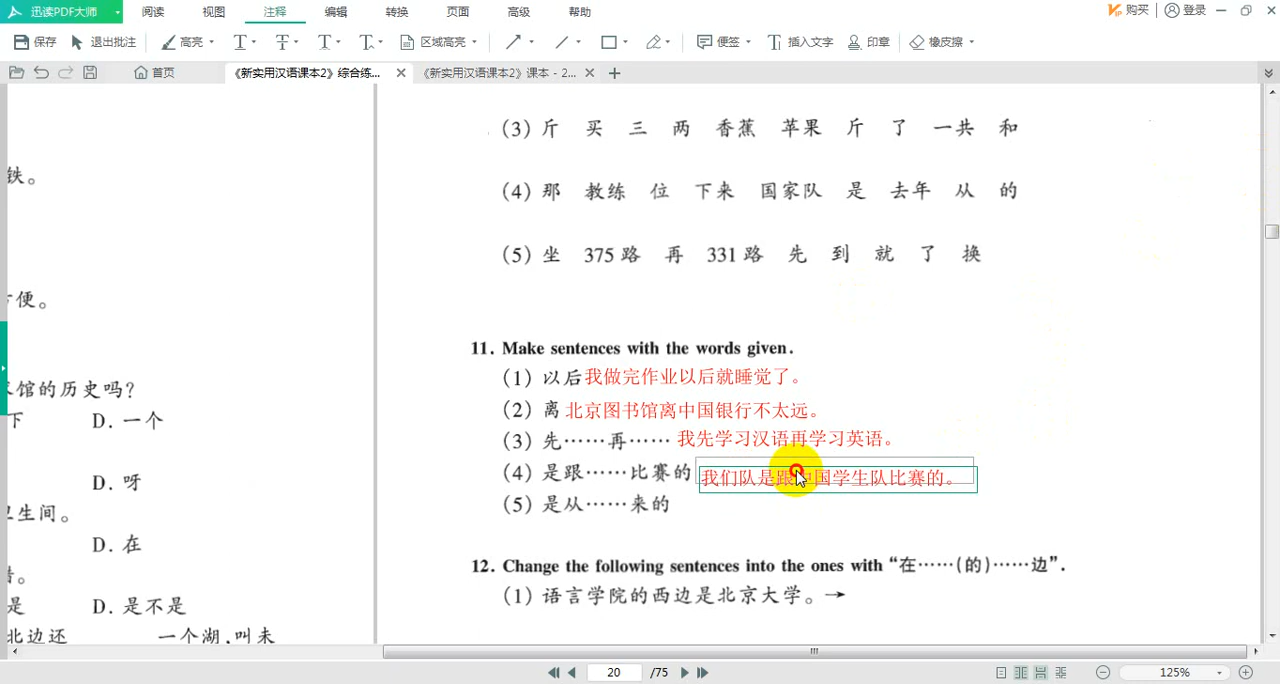 迅读PDF大师 阅读 视图 注释 编辑 转换 页面 高级 帮助 购买 登录
保存 退出批注 高亮 区域高亮 便签 插入文字 印章 橡皮擦
首页 《新实用汉语课本2》综合练... 《新实用汉语课本2》课本 - 2...
(3) 斤 买 三 两 香蕉 苹果 斤 了 一共 和
铁。
(4) 那 教练 位 下来 国家队 是 去年 从 的
(5) 坐 375 路 再 331 路 先 到 就 了 换
便。
11. Make sentences with the words given.
(1) 以后 我做完作业以后就睡觉了。
馆的历史吗?
(2) 离 北京图书馆离中国银行不太远。
下 D. 一个
(3) 先……再…… 我先学习汉语再学习英语。
(4) 是跟……比赛的 我们队是跟中国学生队比赛的。
D. 呀
(5) 是从……来的
卫生间。
D. 在
12. Change the following sentences into the ones with “在……(的)……边”.
(1) 语言学院的西边是北京大学。→
是 D. 是不是
北边还 一个湖,叫未
20 /75 125%